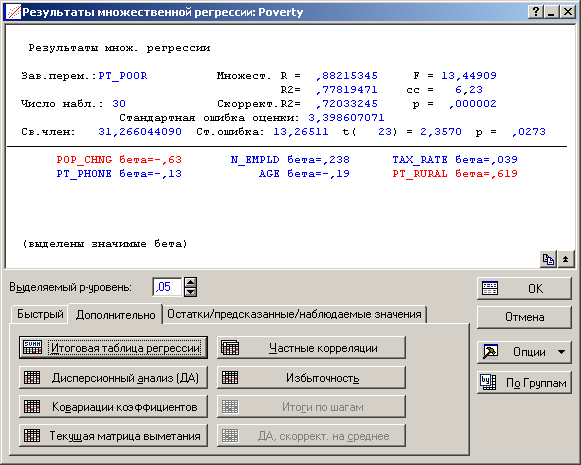 Результаты множественной регрессии: Poverty
Результаты множ. регрессии
Зав.перем.:PT_POOR Множест. R = ,88215345 F = 13,44909
R2= ,77819471 сс = 6,23
Число набл.: 30 Скоррект.R2= ,72033245 p = ,000002
Стандартная ошибка оценки: 3,398607071
Св.член: 31,266044090 Ст.ошибка: 13,26511 t( 23) = 2,3570 p = ,0273
POP_CHNG бета=-,63 N_EMPLD бета=,238 TAX_RATE бета=,039
PT_PHONE бета=-,13 AGE бета=-,19 PT_RURAL бета=,619
(выделены значимые бета)
Выделяемый p-уровень: ,05
OK
Отмена
Опции
По Группам
Быстрый Дополнительно Остатки/предсказанные/наблюдаемые значения
Итоговая таблица регрессии Частные корреляции
Дисперсионный анализ (ДА) Избыточность
Ковариации коэффициентов Итоги по шагам
Текущая матрица выметания ДА, скоррект. на среднее